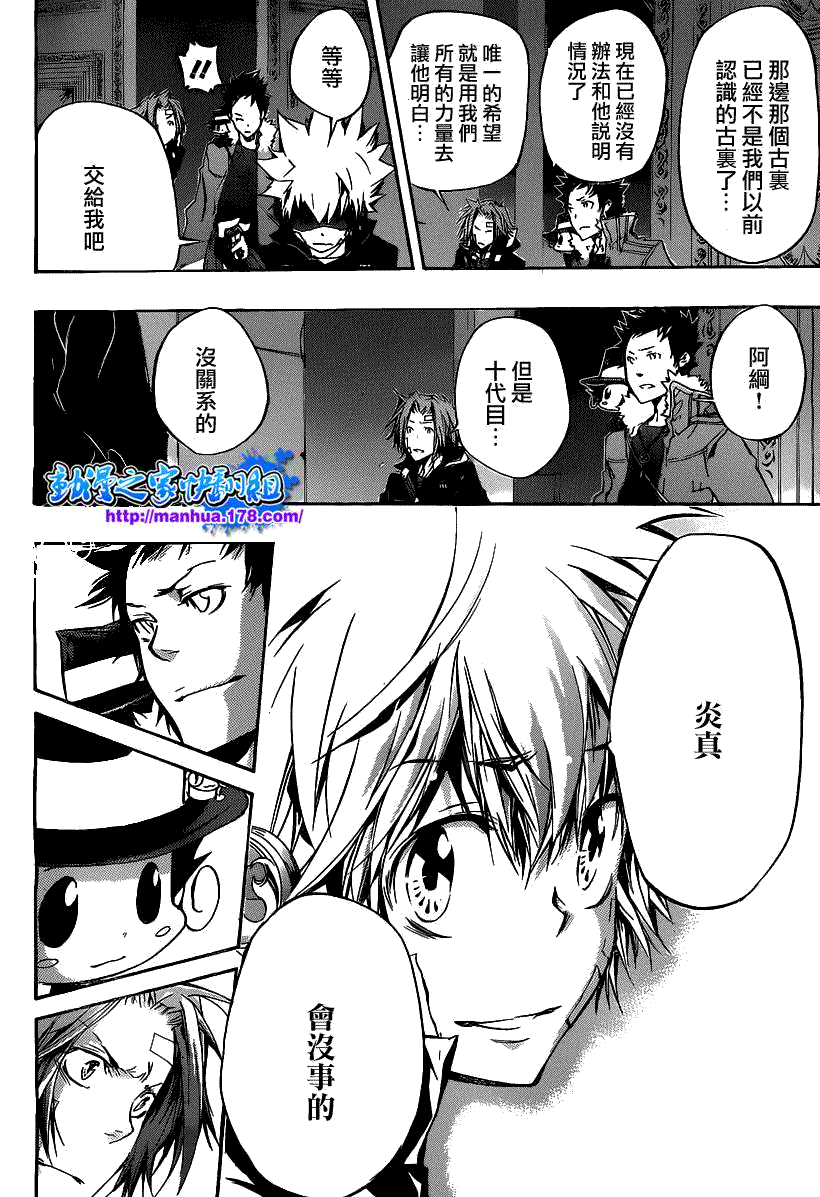 那邊那個古裏
已經不是我們以前
認識的古裏了…
現在已經沒有
辦法和他説明
情況了
唯一的希望
就是用我們
所有的力量去
讓他明白…
等等
!!
交給我吧
阿綱！
但是
十代目…
沒關系的
動漫之家快翻組
http://manhua.178.com/
炎真
會沒事的